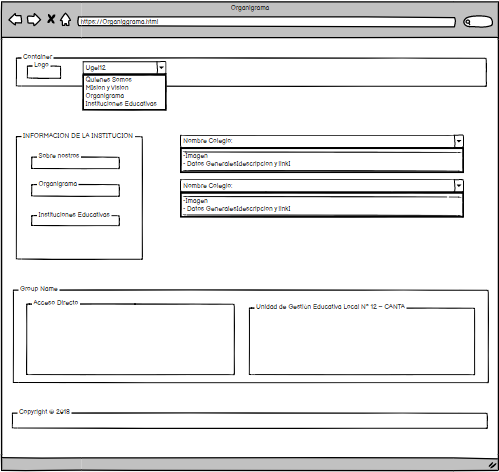 Organigrama
https://Organiggrama.html
Container
Logo
Ugel12
Quienes Somos
Mision y Vision
Organigrama
Instituciones Educativas
INFORMACION DE LA INSTITUCION
Sobre nostros
Organigrama
Instituciones Educativas
Nombre Colegio:
-Imagen
- Datos Generales(descripcion y link)
Nombre Colegio:
-Imagen
- Datos Generales(descripcion y link)
Group Name
Acceso Directo
Unidad de Gestión Educativa Local N° 12 - CANTA
Copyright © 2018